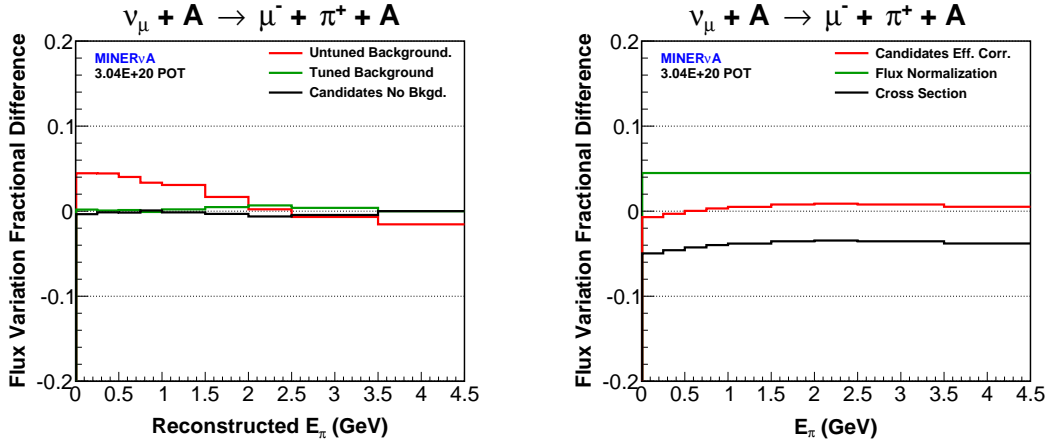 νμ + A → μ- + π+ + A
Flux Variation Fractional Difference
0.2
0.1
0
-0.1
-0.2
MINERνA
3.04E+20 POT
Untuned Background.
Tuned Background
Candidates No Bkgd.
0 0.5 1 1.5 2 2.5 3 3.5 4 4.5
Reconstructed Eπ (GeV)
νμ + A → μ- + π+ + A
Flux Variation Fractional Difference
0.2
0.1
0
-0.1
-0.2
MINERνA
3.04E+20 POT
Candidates Eff. Corr.
Flux Normalization
Cross Section
0 0.5 1 1.5 2 2.5 3 3.5 4 4.5
Eπ (GeV)